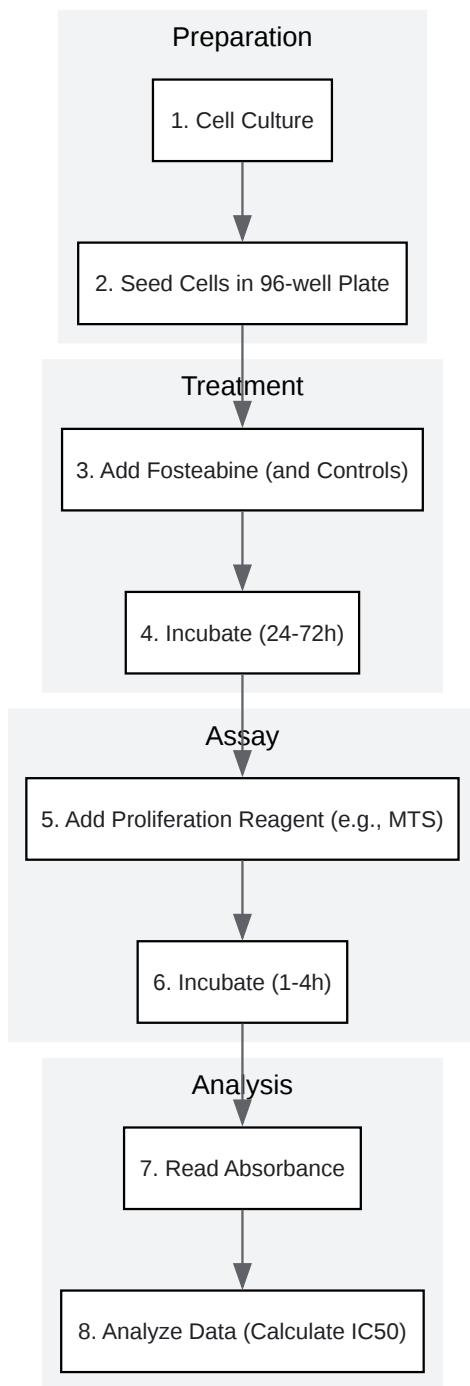 Preparation
1. Cell Culture
2. Seed Cells in 96-well Plate
Treatment
3. Add Fosteabine (and Controls)
4. Incubate (24-72h)
Assay
5. Add Proliferation Reagent (e.g., MTS)
6. Incubate (1-4h)
Analysis
7. Read Absorbance
8. Analyze Data (Calculate IC50)